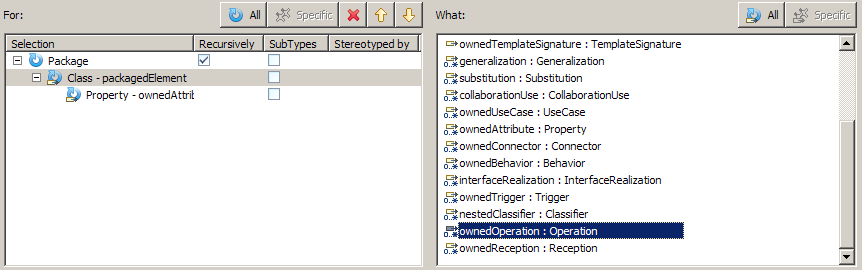 For:
All
Specific
What:
All
Specific
Selection
Recursively
SubTypes
Stereotyped by
Package
Class - packagedElement
Property - ownedAttrib
ownedTemplateSignature : TemplateSignature
generalization : Generalization
substitution : Substitution
collaborationUse : CollaborationUse
ownedUseCase : UseCase
ownedAttribute : Property
ownedConnector : Connector
ownedBehavior : Behavior
interfaceRealization : InterfaceRealization
ownedTrigger : Trigger
nestedClassifier : Classifier
ownedOperation : Operation
ownedReception : Reception